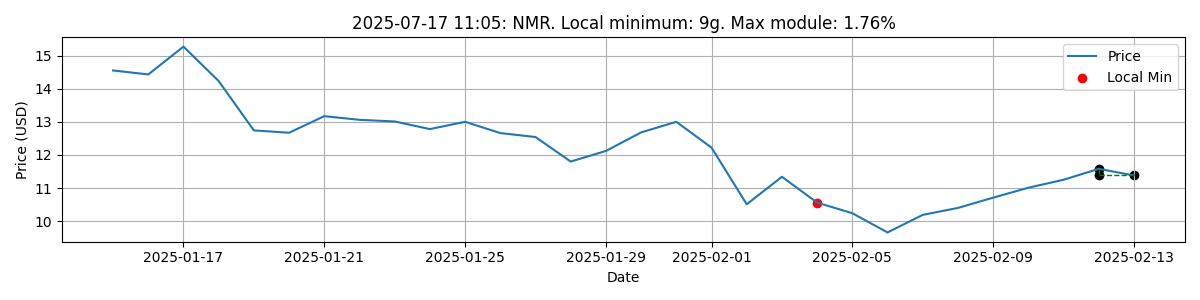 2025-07-17 11:05: NMR. Local minimum: 9g. Max module: 1.76%
Price
Local Min
Price (USD)
15
14
13
12
11
10
2025-01-17 2025-01-21 2025-01-25 2025-01-29 2025-02-01 2025-02-05 2025-02-09 2025-02-13
Date